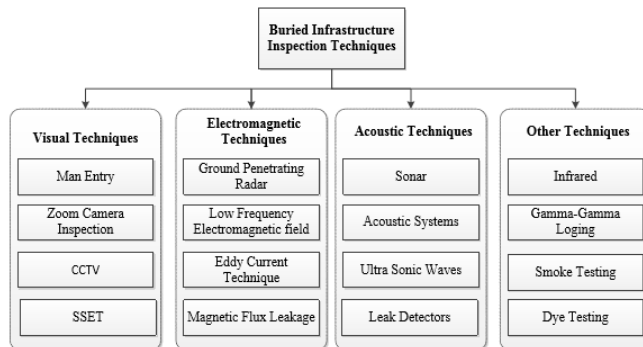 Buried Infrastructure
Inspection Techniques
Visual Techniques
Man Entry
Zoom Camera
Inspection
CCTV
SSET
Electromagnetic
Techniques
Ground Penetrating
Radar
Low Frequency
Electromagnetic field
Eddy Current
Technique
Magnetic Flux Leakage
Acoustic Techniques
Sonar
Acoustic Systems
Ultra Sonic Waves
Leak Detectors
Other Techniques
Infrared
Gamma-Gamma
Loging
Smoke Testing
Dye Testing